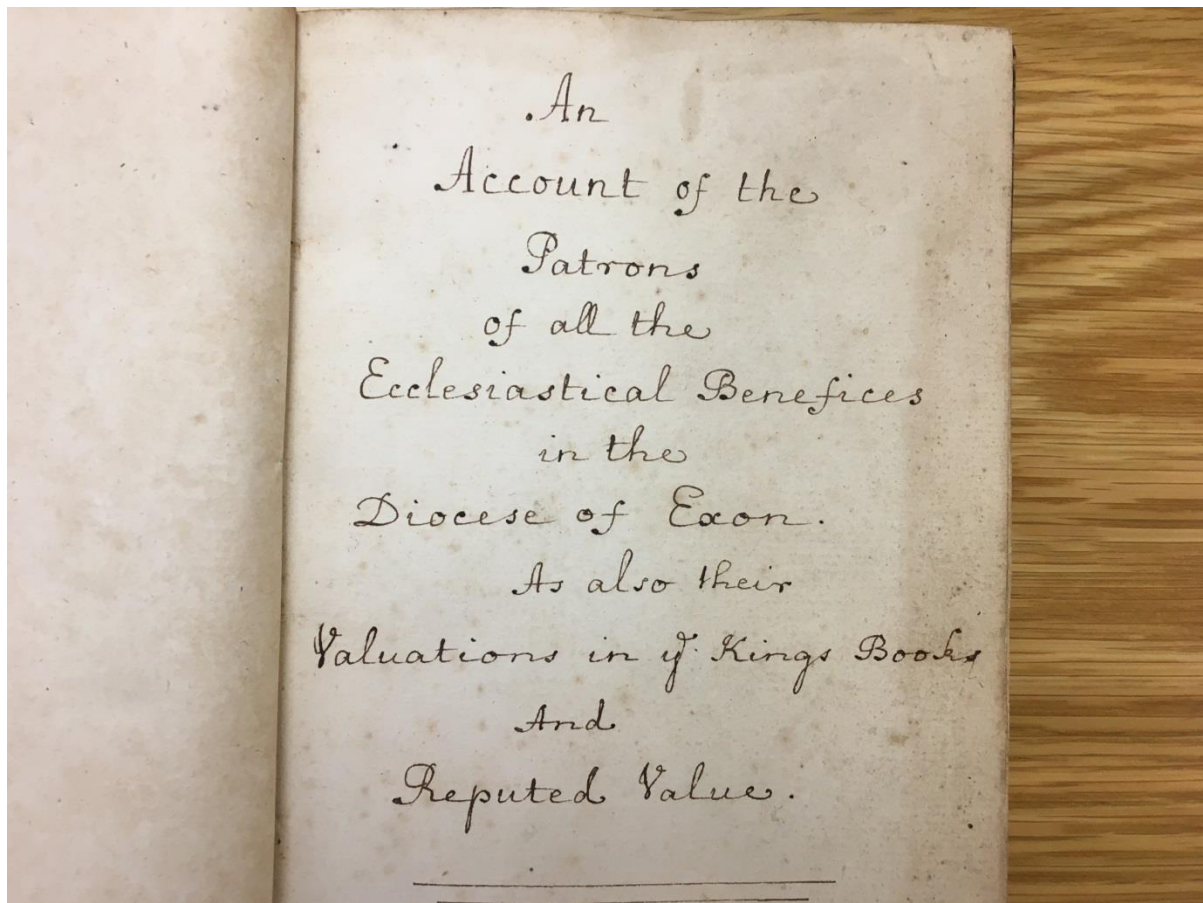 An
Account of the
Patrons
of all the
Ecclesiastical Benefices
in the
Diocese of Exon.
As also their
Valuations in yͤ Kings Books
And
Reputed Value.